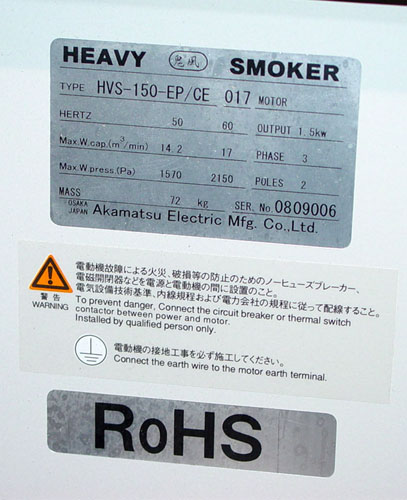 HEAVY SMOKER
TYPE HVS-150-EP/CE 017 MOTOR
HERTZ 50 60 OUTPUT 1.5kw
Max.W.cap.(m³/min) 14.2 17 PHASE 3
Max.W.press.(Pa) 1570 2150 POLES 2
MASS 72 kg SER. No 0809006
OSAKA JAPAN Akamatsu Electric Mfg. Co.,Ltd.
電動機故障による火災、破損等の防止のためのノーヒューズブレーカー、
電磁開閉器などを電源と電動機の間に設置のこと。
電気設備技術基準、内線規程および電力会社の規程に従って配線すること。
警告
WARNING
To prevent danger, Connect the circuit breaker or thermal switch
contactor between power and motor.
Installed by qualified person only.
電動機の接地工事を必ず施工してください。
Connect the earth wire to the motor earth terminal.
RoHS